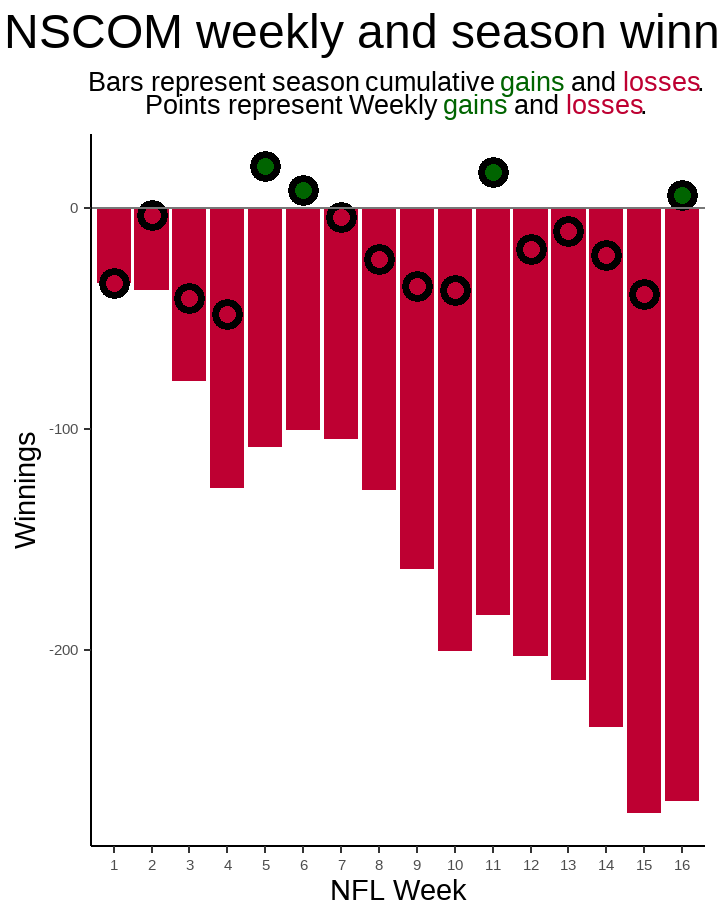 NSCOM weekly and season winn
Bars represent season cumulative gains and losses.
Points represent Weekly gains and losses.
0
-100
-200
Winnings
1 2 3 4 5 6 7 8 9 10 11 12 13 14 15 16
NFL Week